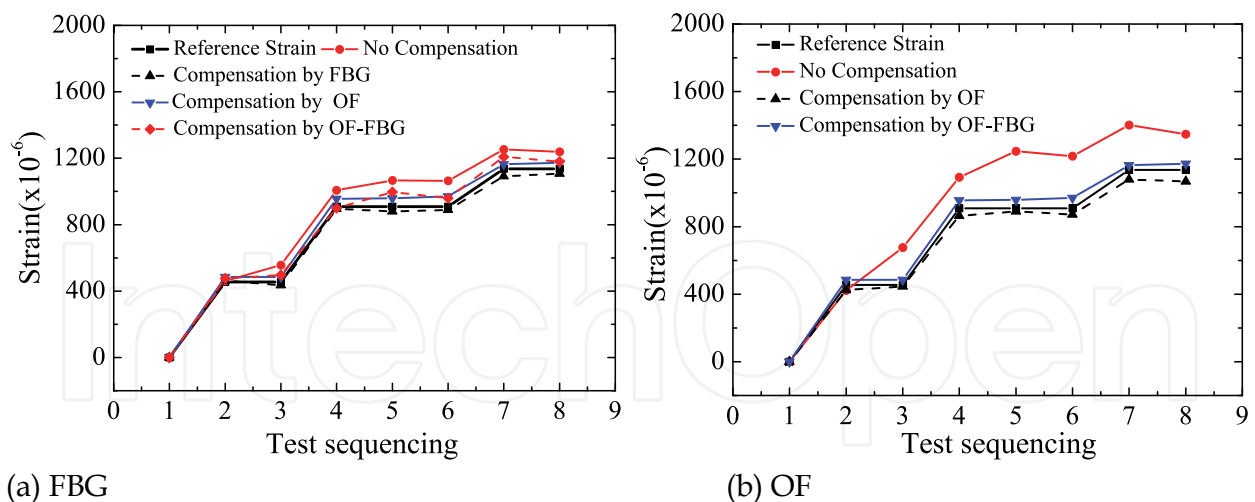 2000
1600
1200
800
400
0
Strain(x10⁻⁶)
Reference Strain
No Compensation
Compensation by FBG
Compensation by OF
Compensation by OF-FBG
0 1 2 3 4 5 6 7 8 9
Test sequencing
(a) FBG
2000
1600
1200
800
400
0
Strain(x10⁻⁶)
Reference Strain
No Compensation
Compensation by OF
Compensation by OF-FBG
0 1 2 3 4 5 6 7 8 9
Test sequencing
(b) OF
IntechOpen